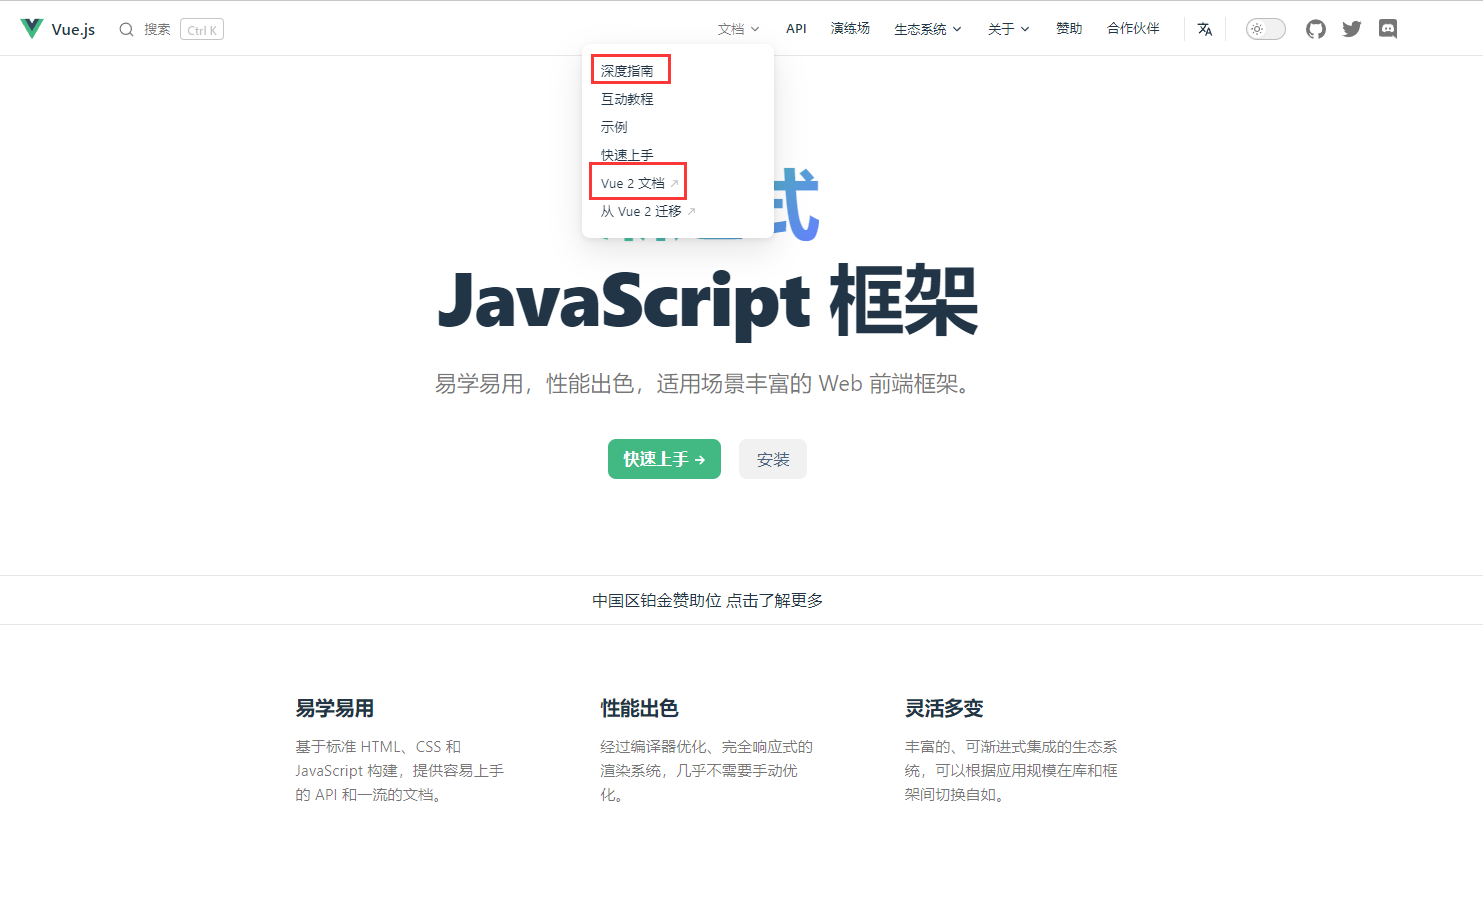 Vue.js 搜索 Ctrl K 文档 API 演练场 生态系统 关于 赞助 合作伙伴
深度指南
互动教程
示例
快速上手
Vue 2 文档
从 Vue 2 迁移
式
JavaScript 框架
易学易用，性能出色，适用场景丰富的 Web 前端框架。
快速上手 → 安装
中国区铂金赞助位 点击了解更多
易学易用
基于标准 HTML、CSS 和
JavaScript 构建，提供容易上手
的 API 和一流的文档。
性能出色
经过编译器优化、完全响应式的
渲染系统，几乎不需要手动优
化。
灵活多变
丰富的、可渐进式集成的生态系
统，可以根据应用规模在库和框
架间切换自如。